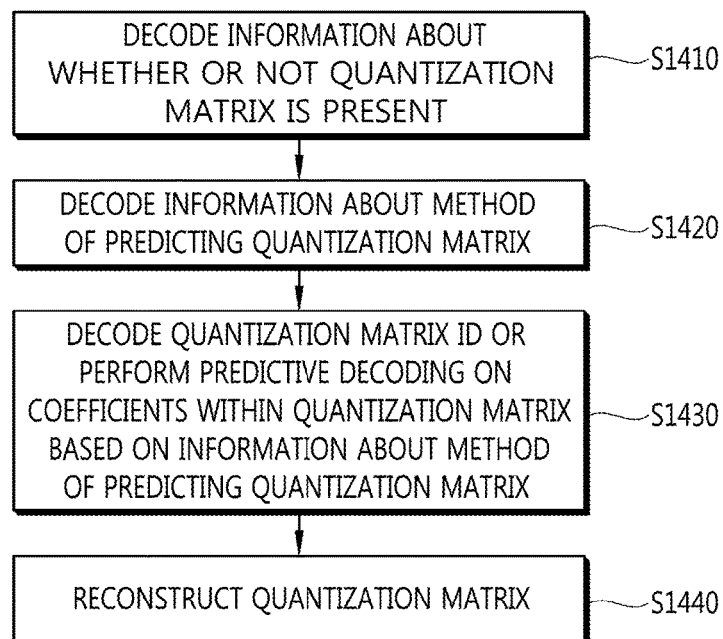 DECODE INFORMATION ABOUT
WHETHER OR NOT QUANTIZATION
MATRIX IS PRESENT
S1410
DECODE INFORMATION ABOUT METHOD
OF PREDICTING QUANTIZATION MATRIX
S1420
DECODE QUANTIZATION MATRIX ID OR
PERFORM PREDICTIVE DECODING ON
COEFFICIENTS WITHIN QUANTIZATION MATRIX
BASED ON INFORMATION ABOUT METHOD
OF PREDICTING QUANTIZATION MATRIX
S1430
RECONSTRUCT QUANTIZATION MATRIX
S1440